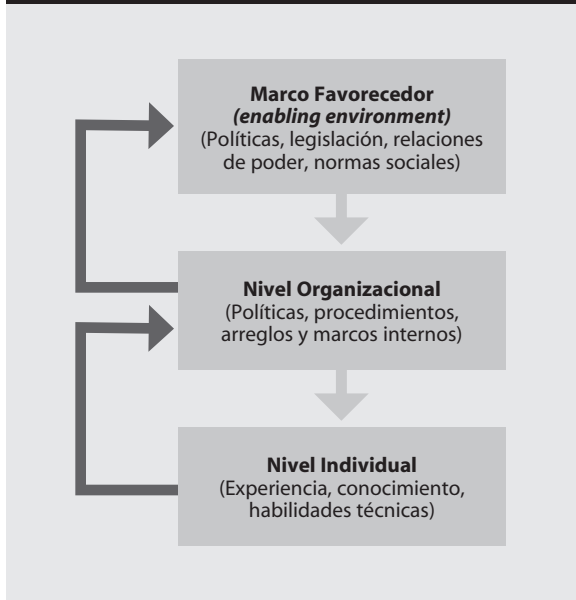 Marco Favorecedor
(enabling environment)
(Políticas, legislación, relaciones
de poder, normas sociales)
Nivel Organizacional
(Políticas, procedimientos,
arreglos y marcos internos)
Nivel Individual
(Experiencia, conocimiento,
habilidades técnicas)